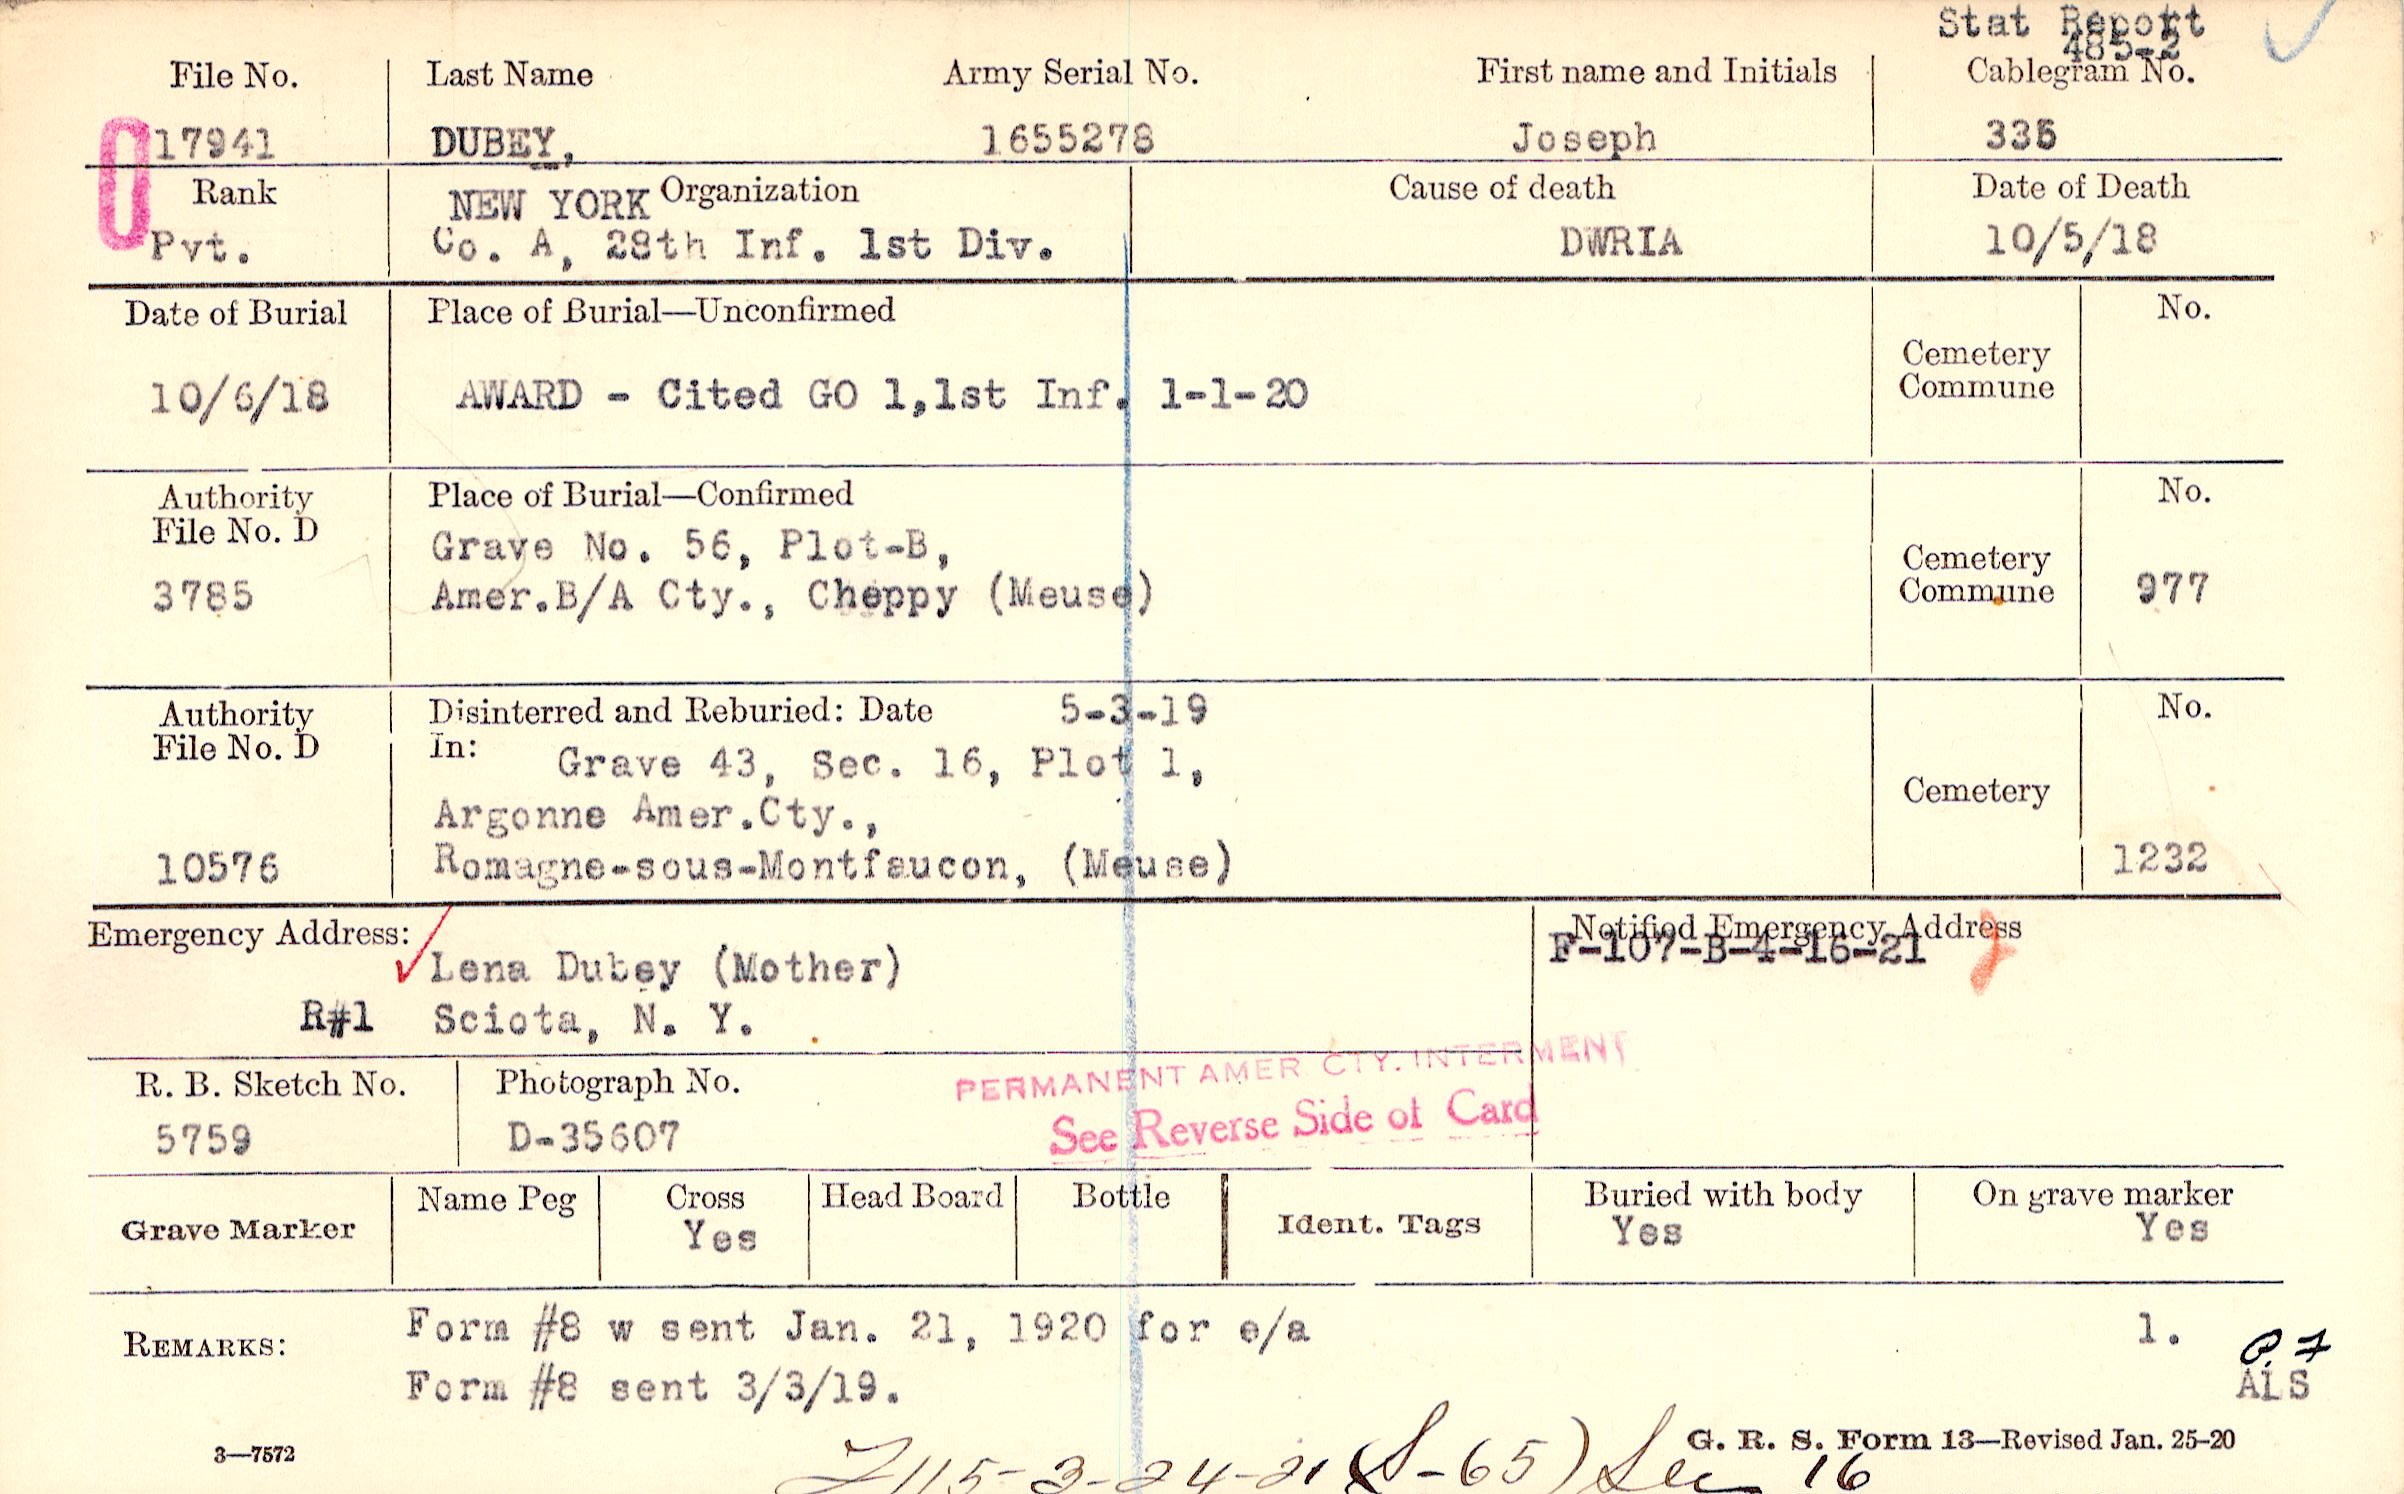 Stat Report
485-2
File No. Last Name Army Serial No. First name and Initials Cablegram No.
17941 DUBEY, 1655278 Joseph 335
Rank NEW YORK Organization Cause of death Date of Death
Pvt. Co. A, 28th Inf. 1st Div. DWRIA 10/5/18
Date of Burial Place of Burial—Unconfirmed No.
Cemetery
Commune
10/6/18 AWARD - Cited GO 1,1st Inf. 1-1-20
Authority Place of Burial—Confirmed No.
File No. D Grave No. 56, Plot-B,
Cemetery
3785 Amer.B/A Cty., Cheppy (Meuse) Commune 977
Authority Disinterred and Reburied: Date 5-3-19 No.
File No. D In: Grave 43, Sec. 16, Plot 1,
Argonne Amer.Cty., Cemetery
10576 Romagne-sous-Montfaucon, (Meuse) 1232
Emergency Address: Notified Emergency Address
F-107-B-4-16-21
Lena Dubey (Mother)
R#1 Sciota, N. Y.
R. B. Sketch No. Photograph No. PERMANENT AMER CTY. INTERMENT
5759 D-35607 See Reverse Side of Card
Grave Marker Name Peg Cross Head Board Bottle Ident. Tags Buried with body On grave marker
Yes Yes Yes
REMARKS: Form #8 w sent Jan. 21, 1920 for e/a 1.
Form #8 sent 3/3/19. ALS
3—7572 G. R. S. Form 13—Revised Jan. 25-20
115-3-24-21 (S-65) Sec 16